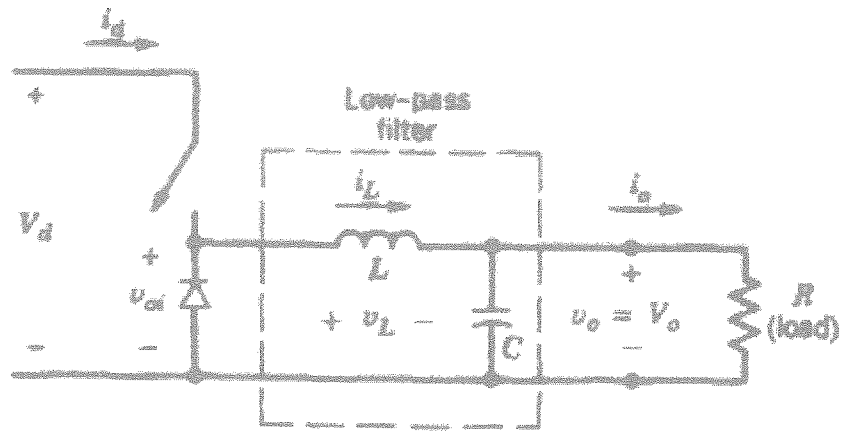 i_d
+
Low-pass
filter
i_L
i_o
V_d
+
L
+
R
v_oi
+ v_L −
v_o = V_o
(load)
C
− −
−